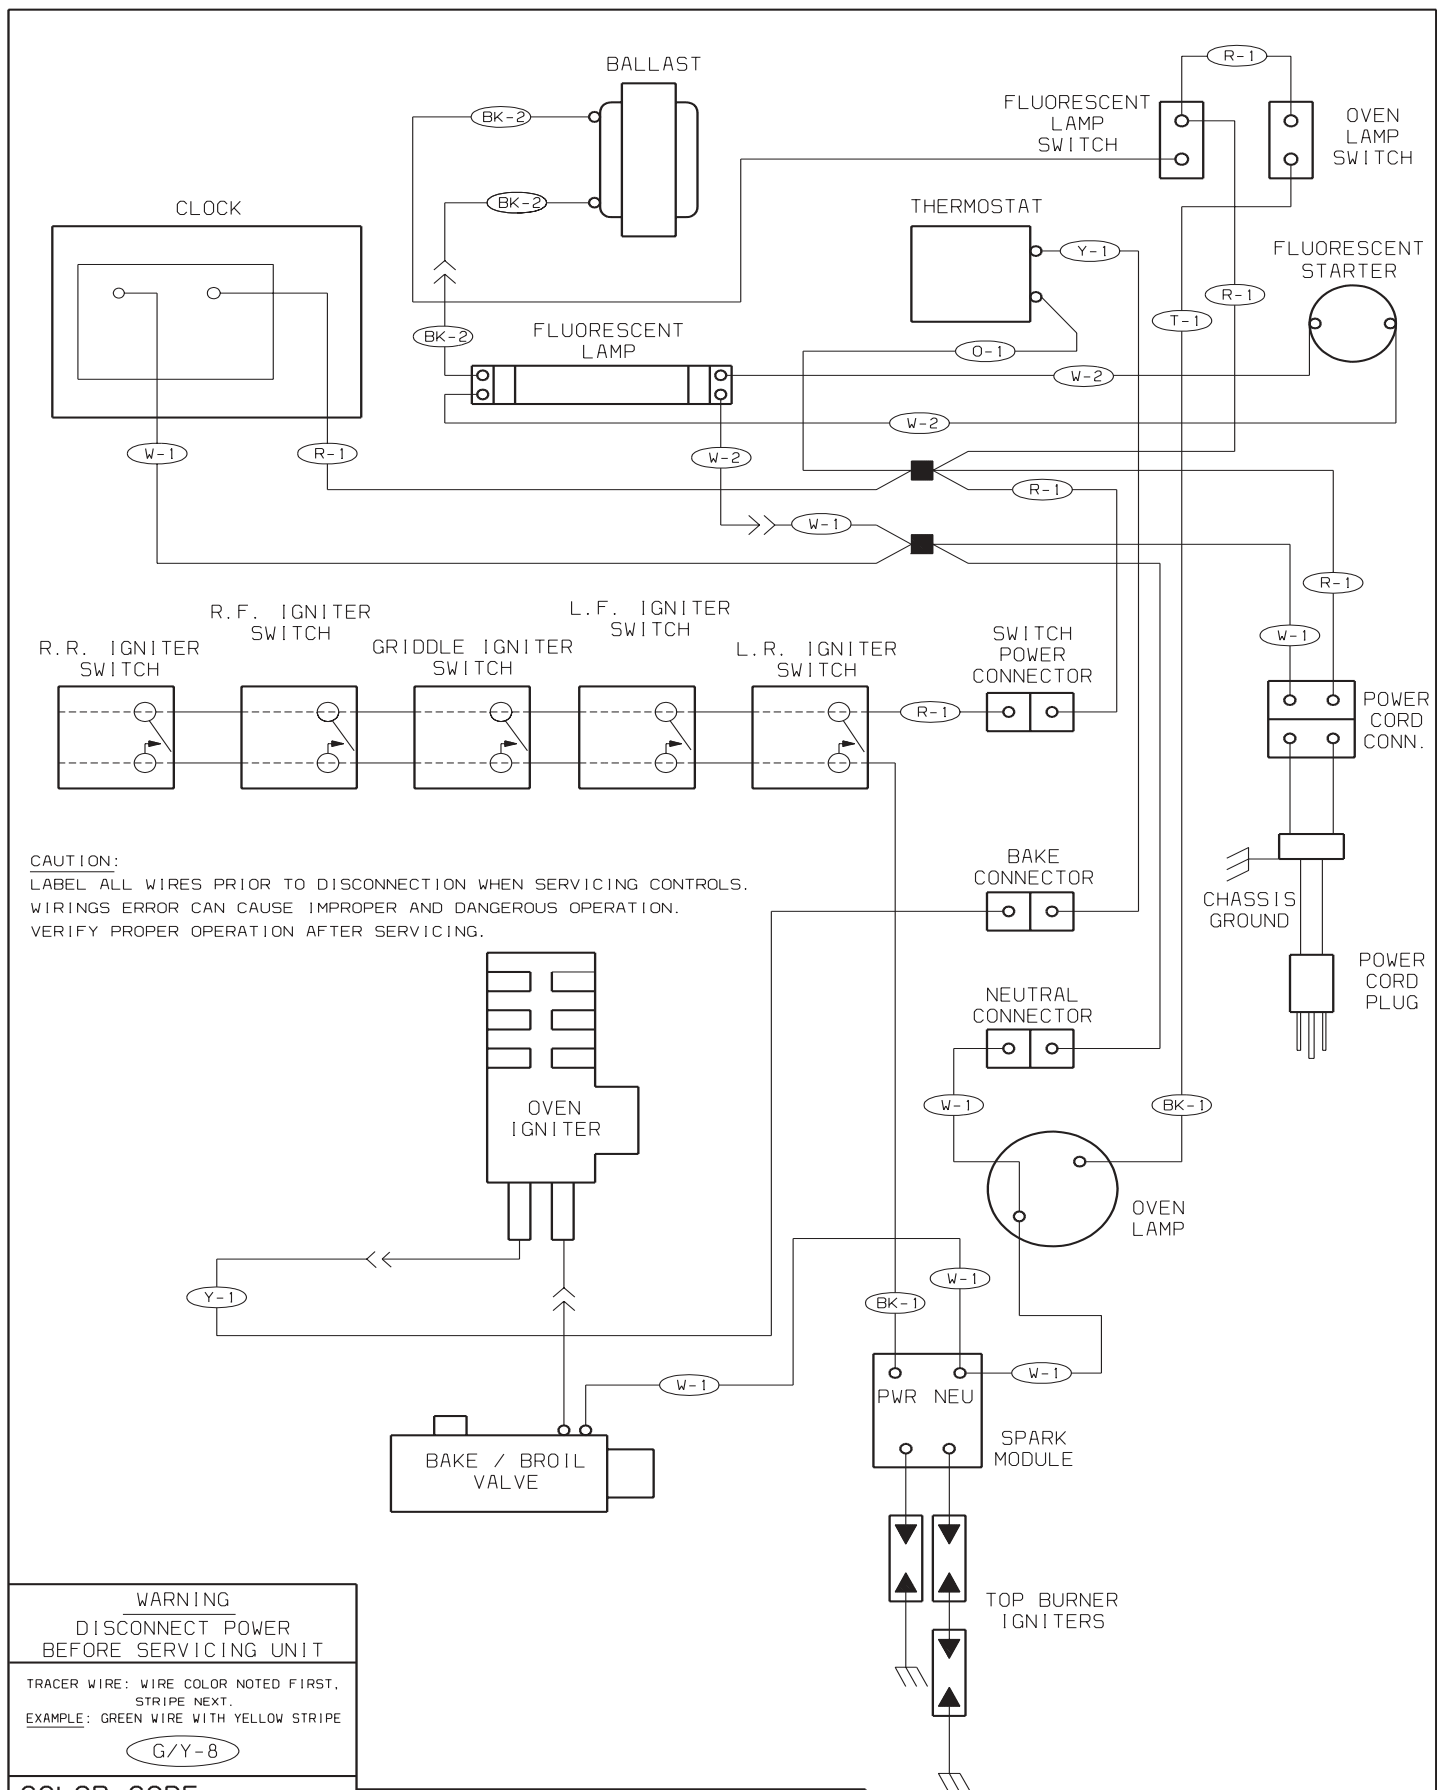 BALLAST
R-1
FLUORESCENT
LAMP
SWITCH
OVEN
LAMP
SWITCH
BK-2
BK-2
CLOCK
THERMOSTAT
Y-1
FLUORESCENT
STARTER
R-1
T-1
BK-2
FLUORESCENT
LAMP
O-1
W-2
W-2
W-1
R-1
W-2
R-1
W-1
R-1
W-1
R.R. IGNITER
SWITCH
R.F. IGNITER
SWITCH
GRIDDLE IGNITER
SWITCH
L.F. IGNITER
SWITCH
L.R. IGNITER
SWITCH
SWITCH
POWER
CONNECTOR
R-1
POWER
CORD
CONN.
CAUTION:
LABEL ALL WIRES PRIOR TO DISCONNECTION WHEN SERVICING CONTROLS.
WIRINGS ERROR CAN CAUSE IMPROPER AND DANGEROUS OPERATION.
VERIFY PROPER OPERATION AFTER SERVICING.
BAKE
CONNECTOR
CHASSIS
GROUND
POWER
CORD
PLUG
NEUTRAL
CONNECTOR
OVEN
IGNITER
W-1
BK-1
OVEN
LAMP
Y-1
W-1
BK-1
W-1
W-1
PWR NEU
SPARK
MODULE
BAKE / BROIL
VALVE
TOP BURNER
IGNITERS
WARNING
DISCONNECT POWER
BEFORE SERVICING UNIT
TRACER WIRE: WIRE COLOR NOTED FIRST,
STRIPE NEXT.
EXAMPLE: GREEN WIRE WITH YELLOW STRIPE
G/Y-8
COLOR CODE